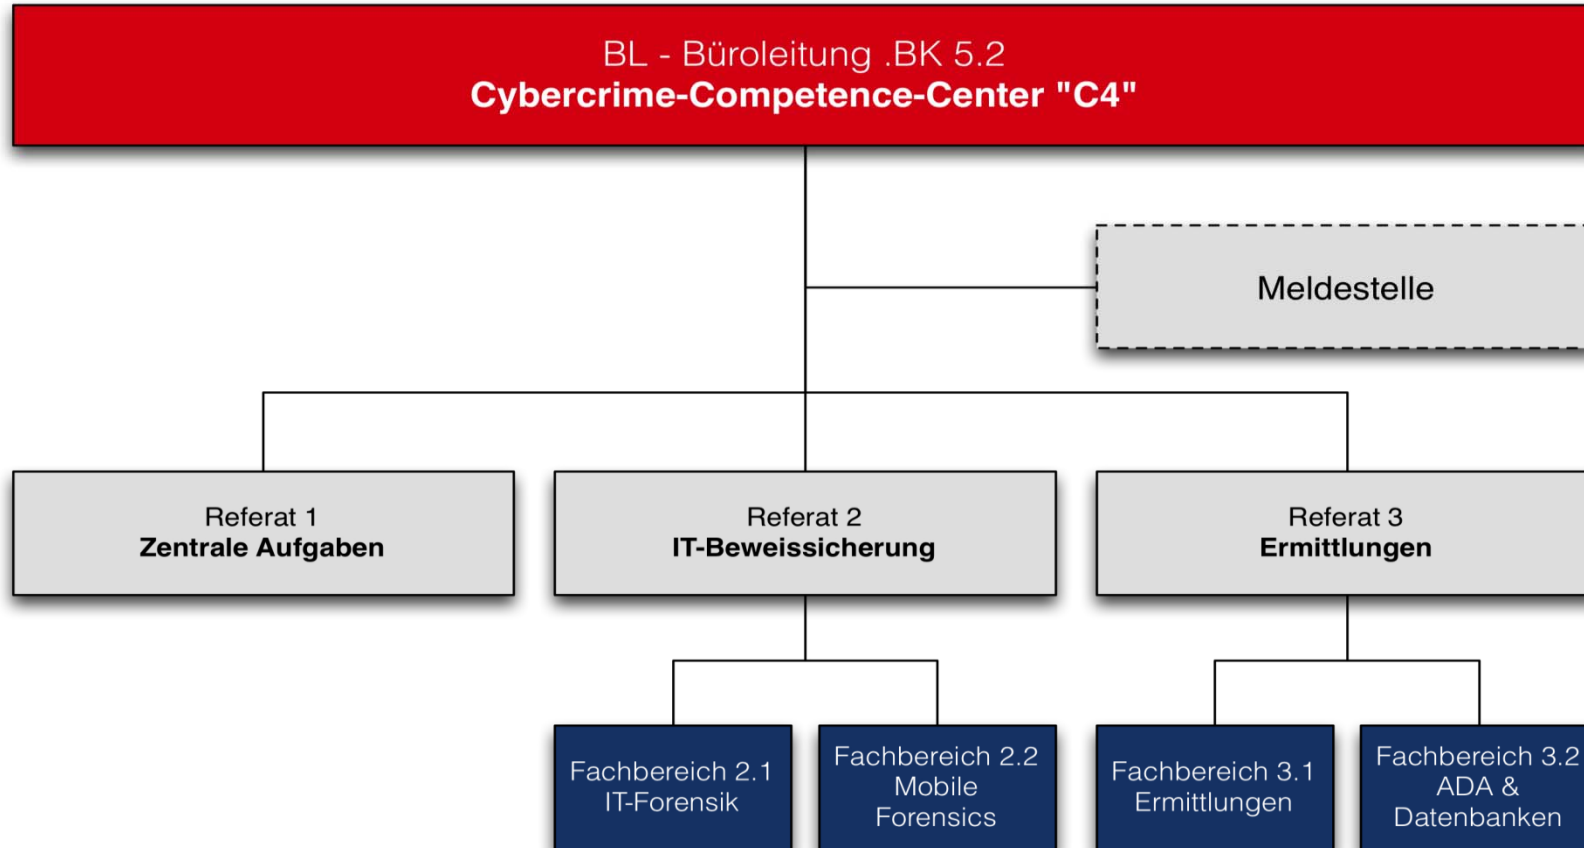 BL - Büroleitung .BK 5.2
Cybercrime-Competence-Center "C4"
Meldestelle
Referat 1
Zentrale Aufgaben
Referat 2
IT-Beweissicherung
Referat 3
Ermittlungen
Fachbereich 2.1
IT-Forensik
Fachbereich 2.2
Mobile
Forensics
Fachbereich 3.1
Ermittlungen
Fachbereich 3.2
ADA &
Datenbanken